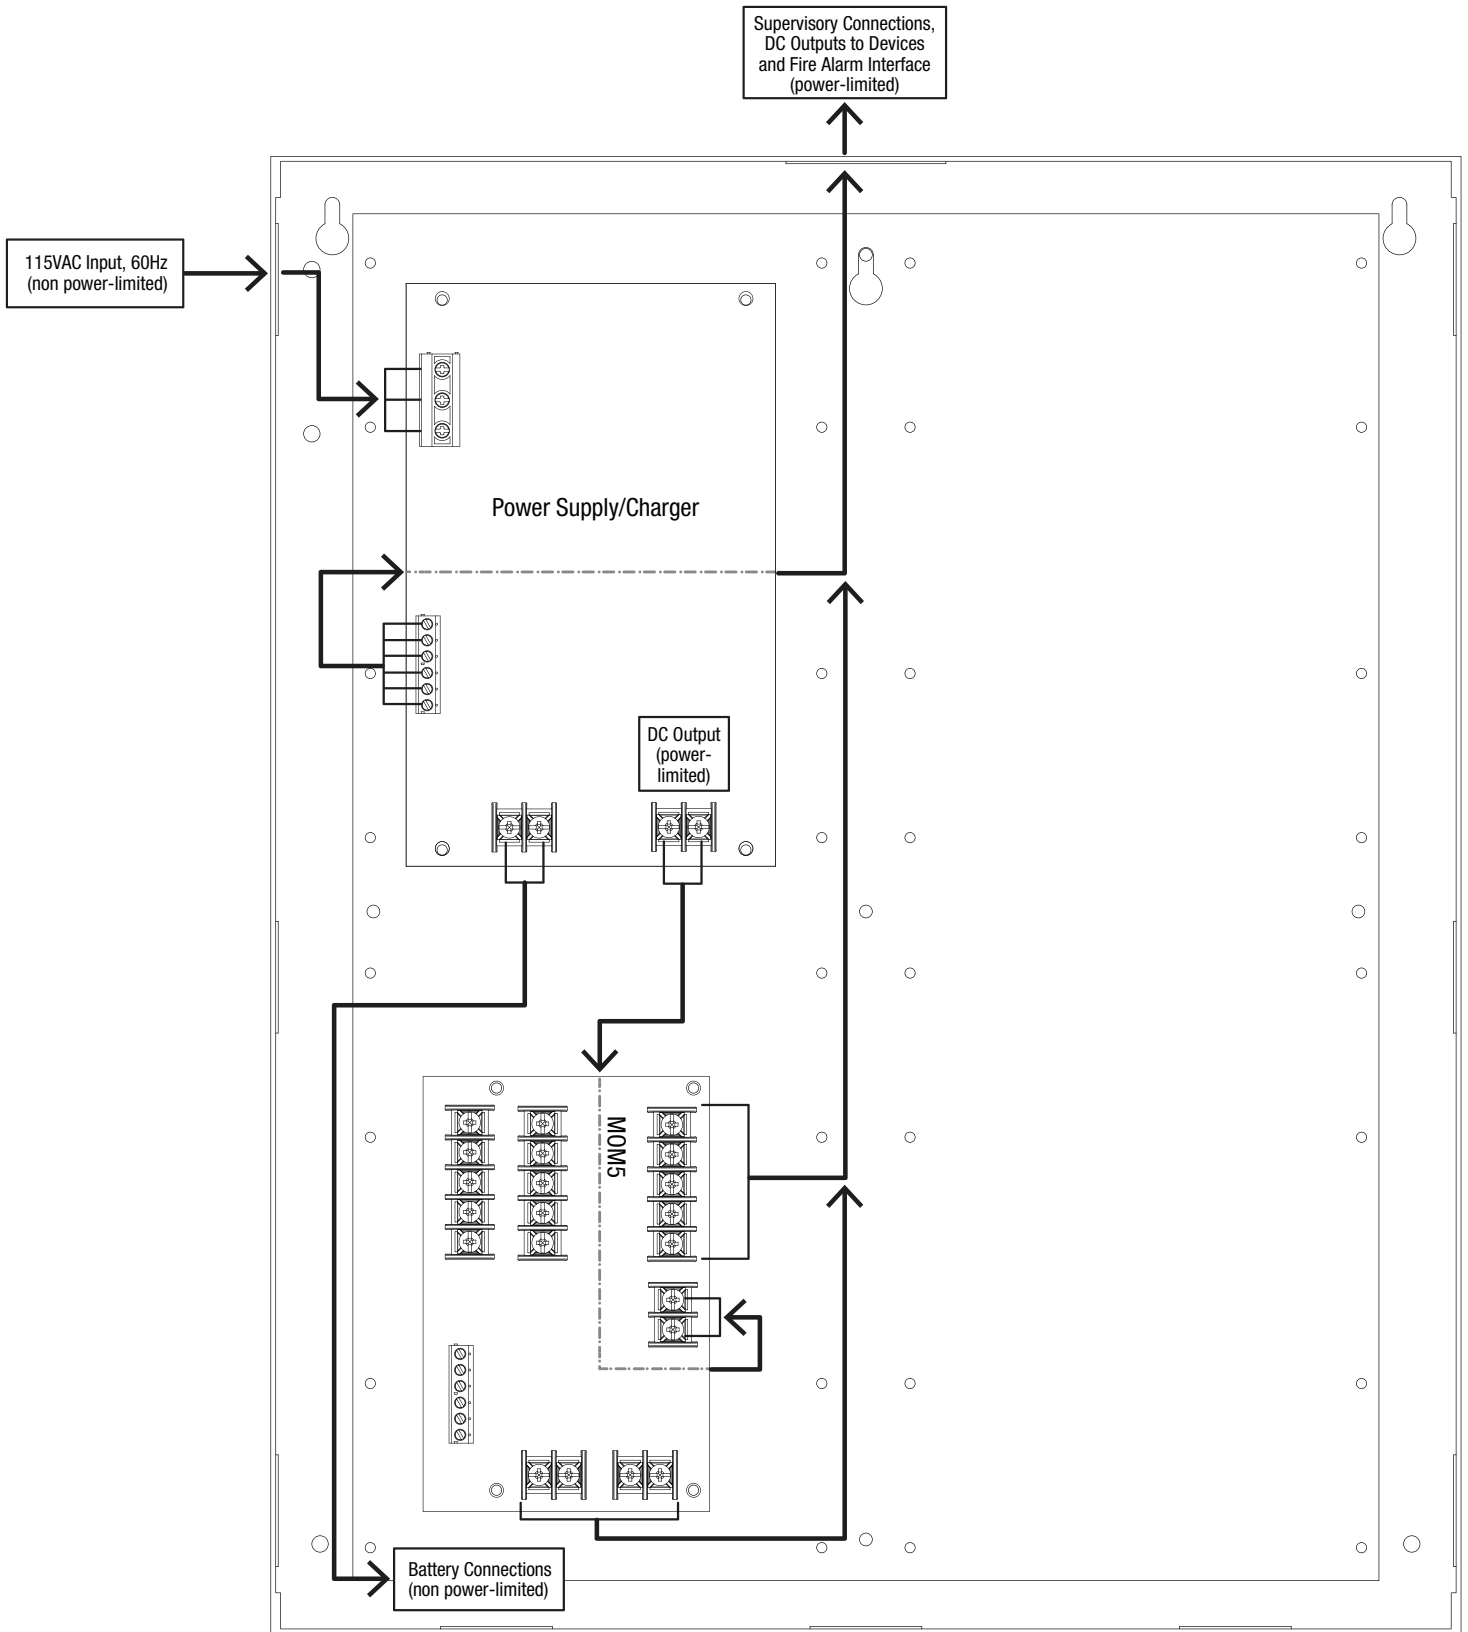 Supervisory Connections,
DC Outputs to Devices
and Fire Alarm Interface
(power-limited)
115VAC Input, 60Hz
(non power-limited)
Power Supply/Charger
DC Output
(power-
limited)
MOM5
Battery Connections
(non power-limited)